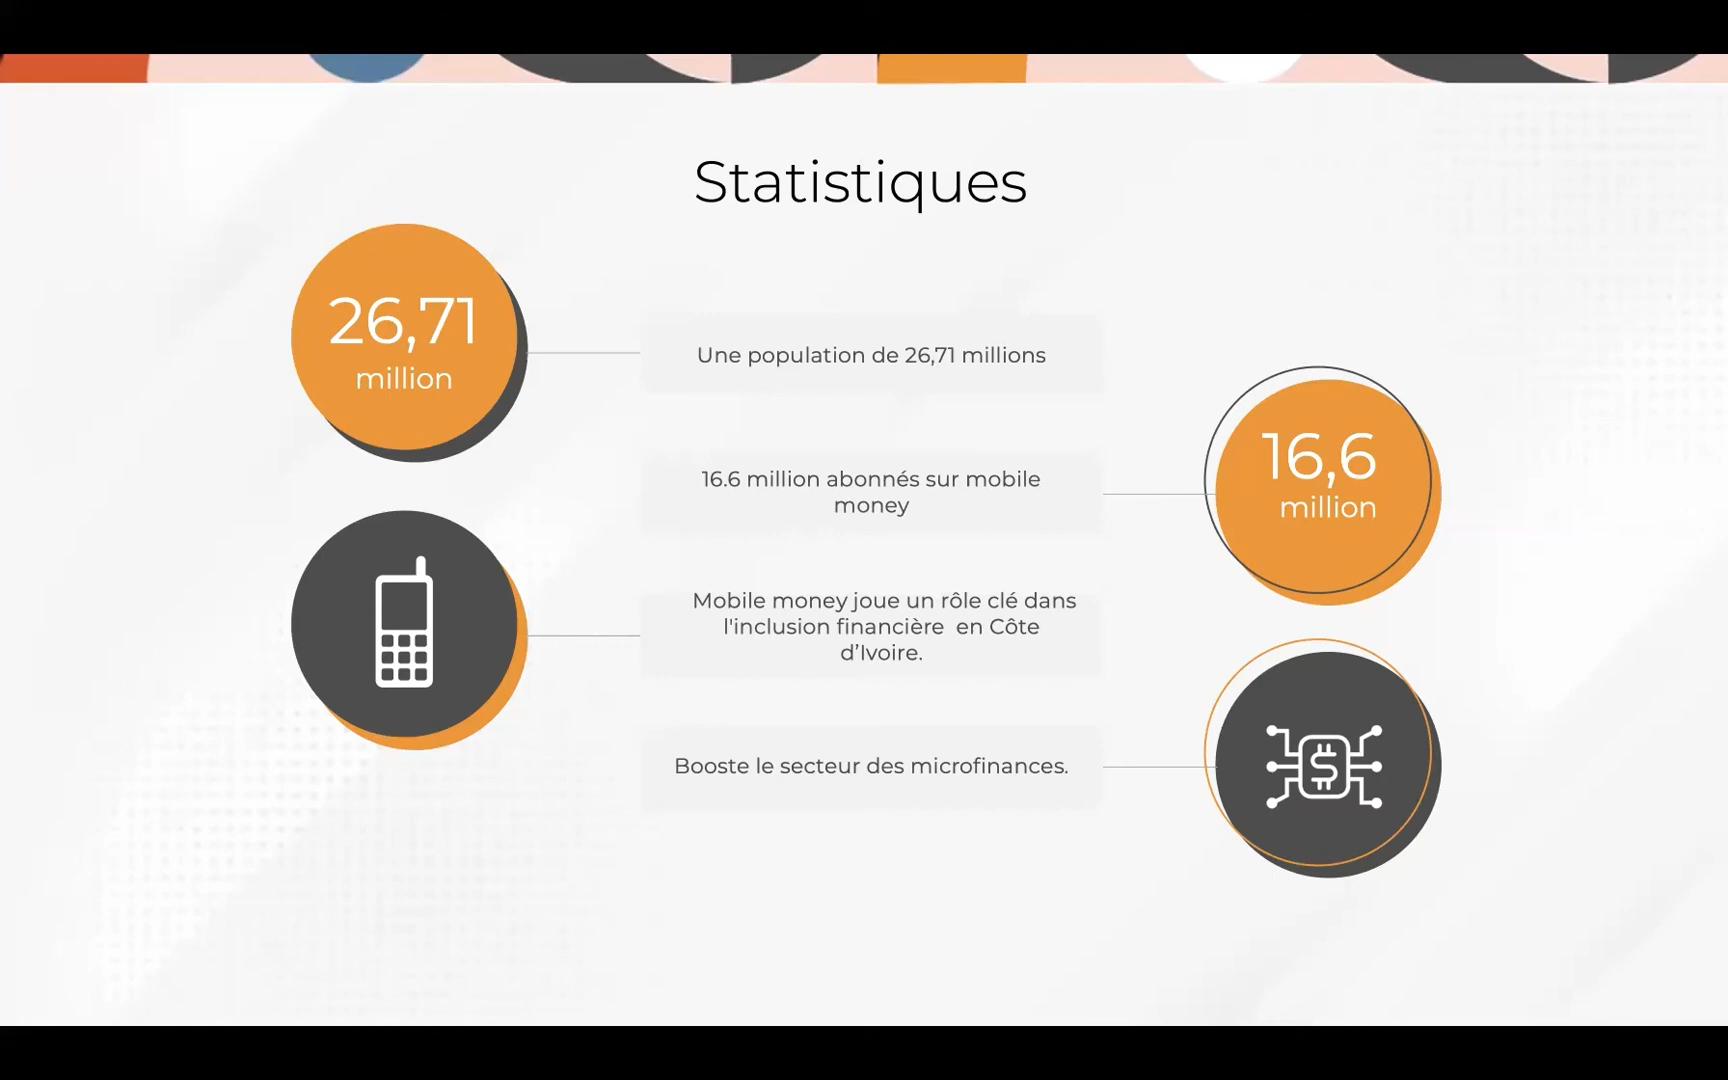 Statistiques
26,71
million
Une population de 26,71 millions
16.6 million abonnés sur mobile
money
16,6
million
Mobile money joue un rôle clé dans
l'inclusion financière  en Côte
d’Ivoire.
Booste le secteur des microfinances.